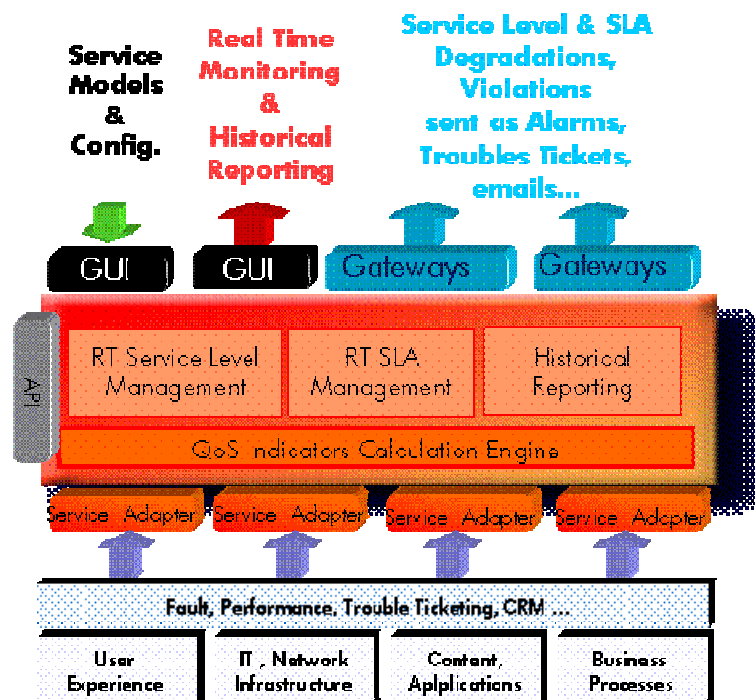 Service
Models
&
Config.
Real Time
Monitoring
&
Historical
Reporting
Service Level & SLA
Degradations,
Violations
sent as Alarms,
Troubles Tickets,
emails...
GUI
GUI
Gateways
Gateways
API
RT Service Level
Management
RT SLA
Management
Historical
Reporting
QoS Indicators Calculation Engine
Service Adapter
Service Adapter
Service Adapter
Service Adapter
Fault, Performance, Trouble Ticketing, CRM ...
User
Experience
IT , Network
Infrastructure
Content,
Aplplications
Business
Processes